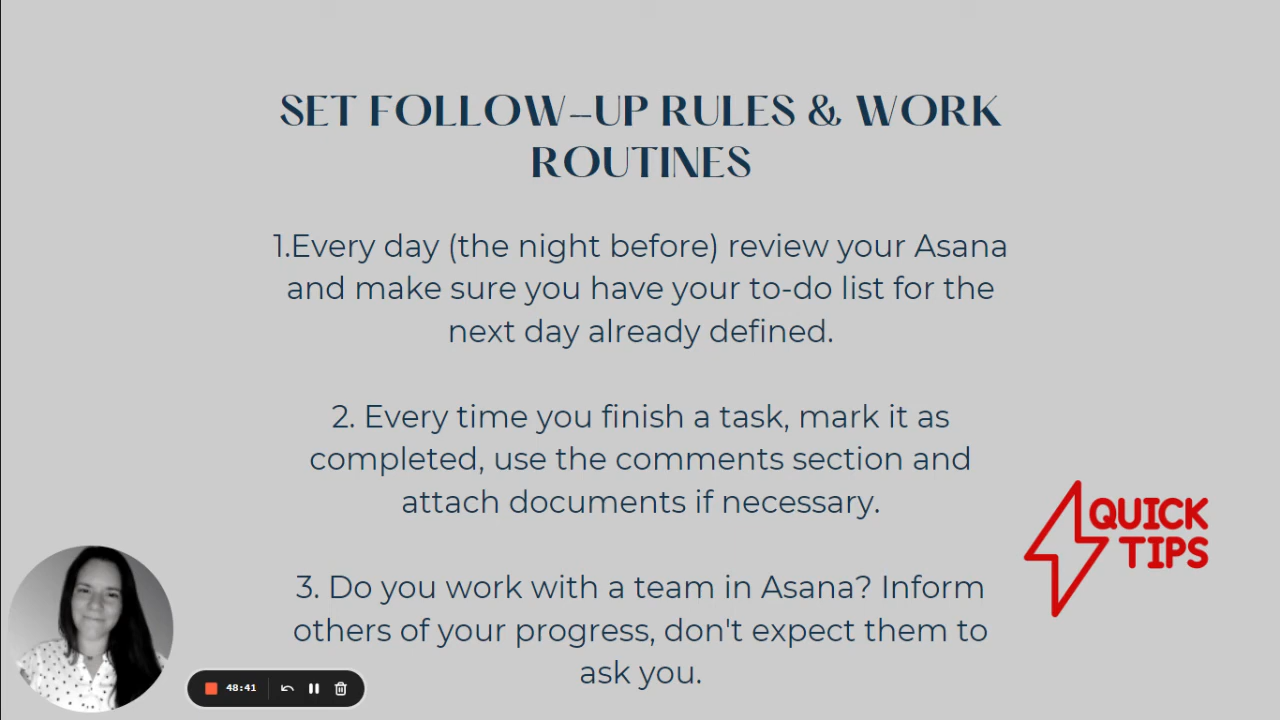 SET FOLLOW-UP RULES & WORK
ROUTINES
1.Every day (the night before) review your Asana
and make sure you have your to-do list for the
next day already defined.
2. Every time you finish a task, mark it as
completed, use the comments section and
attach documents if necessary.
QUICK
TIPS
3. Do you work with a team in Asana? Inform
others of your progress, don't expect them to
ask you.
48:41